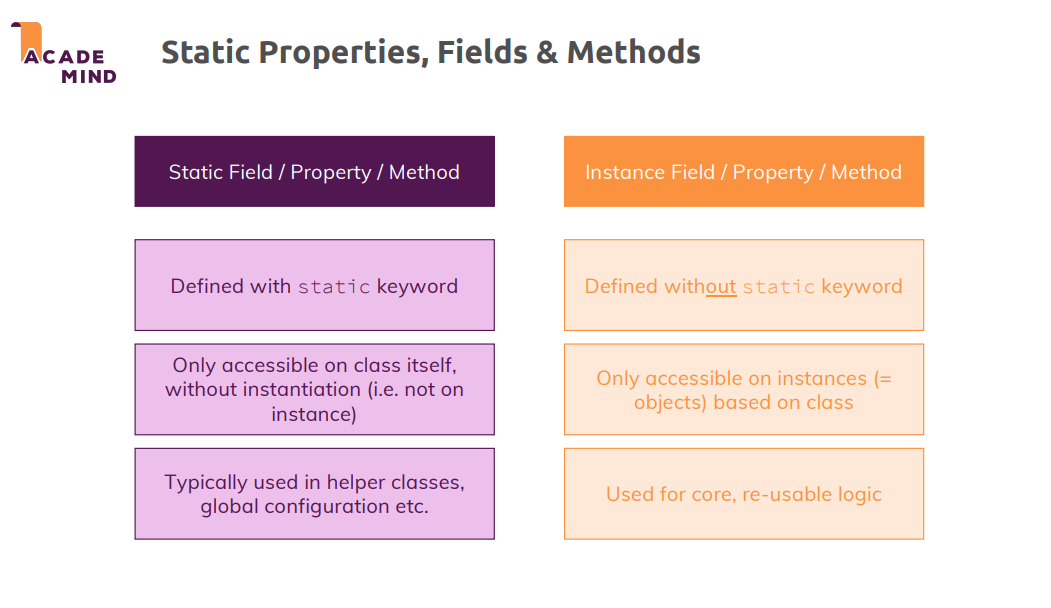 ACADE
MIND
Static Properties, Fields & Methods
Static Field / Property / Method
Defined with static keyword
Only accessible on class itself,
without instantiation (i.e. not on
instance)
Typically used in helper classes,
global configuration etc.
Instance Field / Property / Method
Defined without static keyword
Only accessible on instances (=
objects) based on class
Used for core, re-usable logic